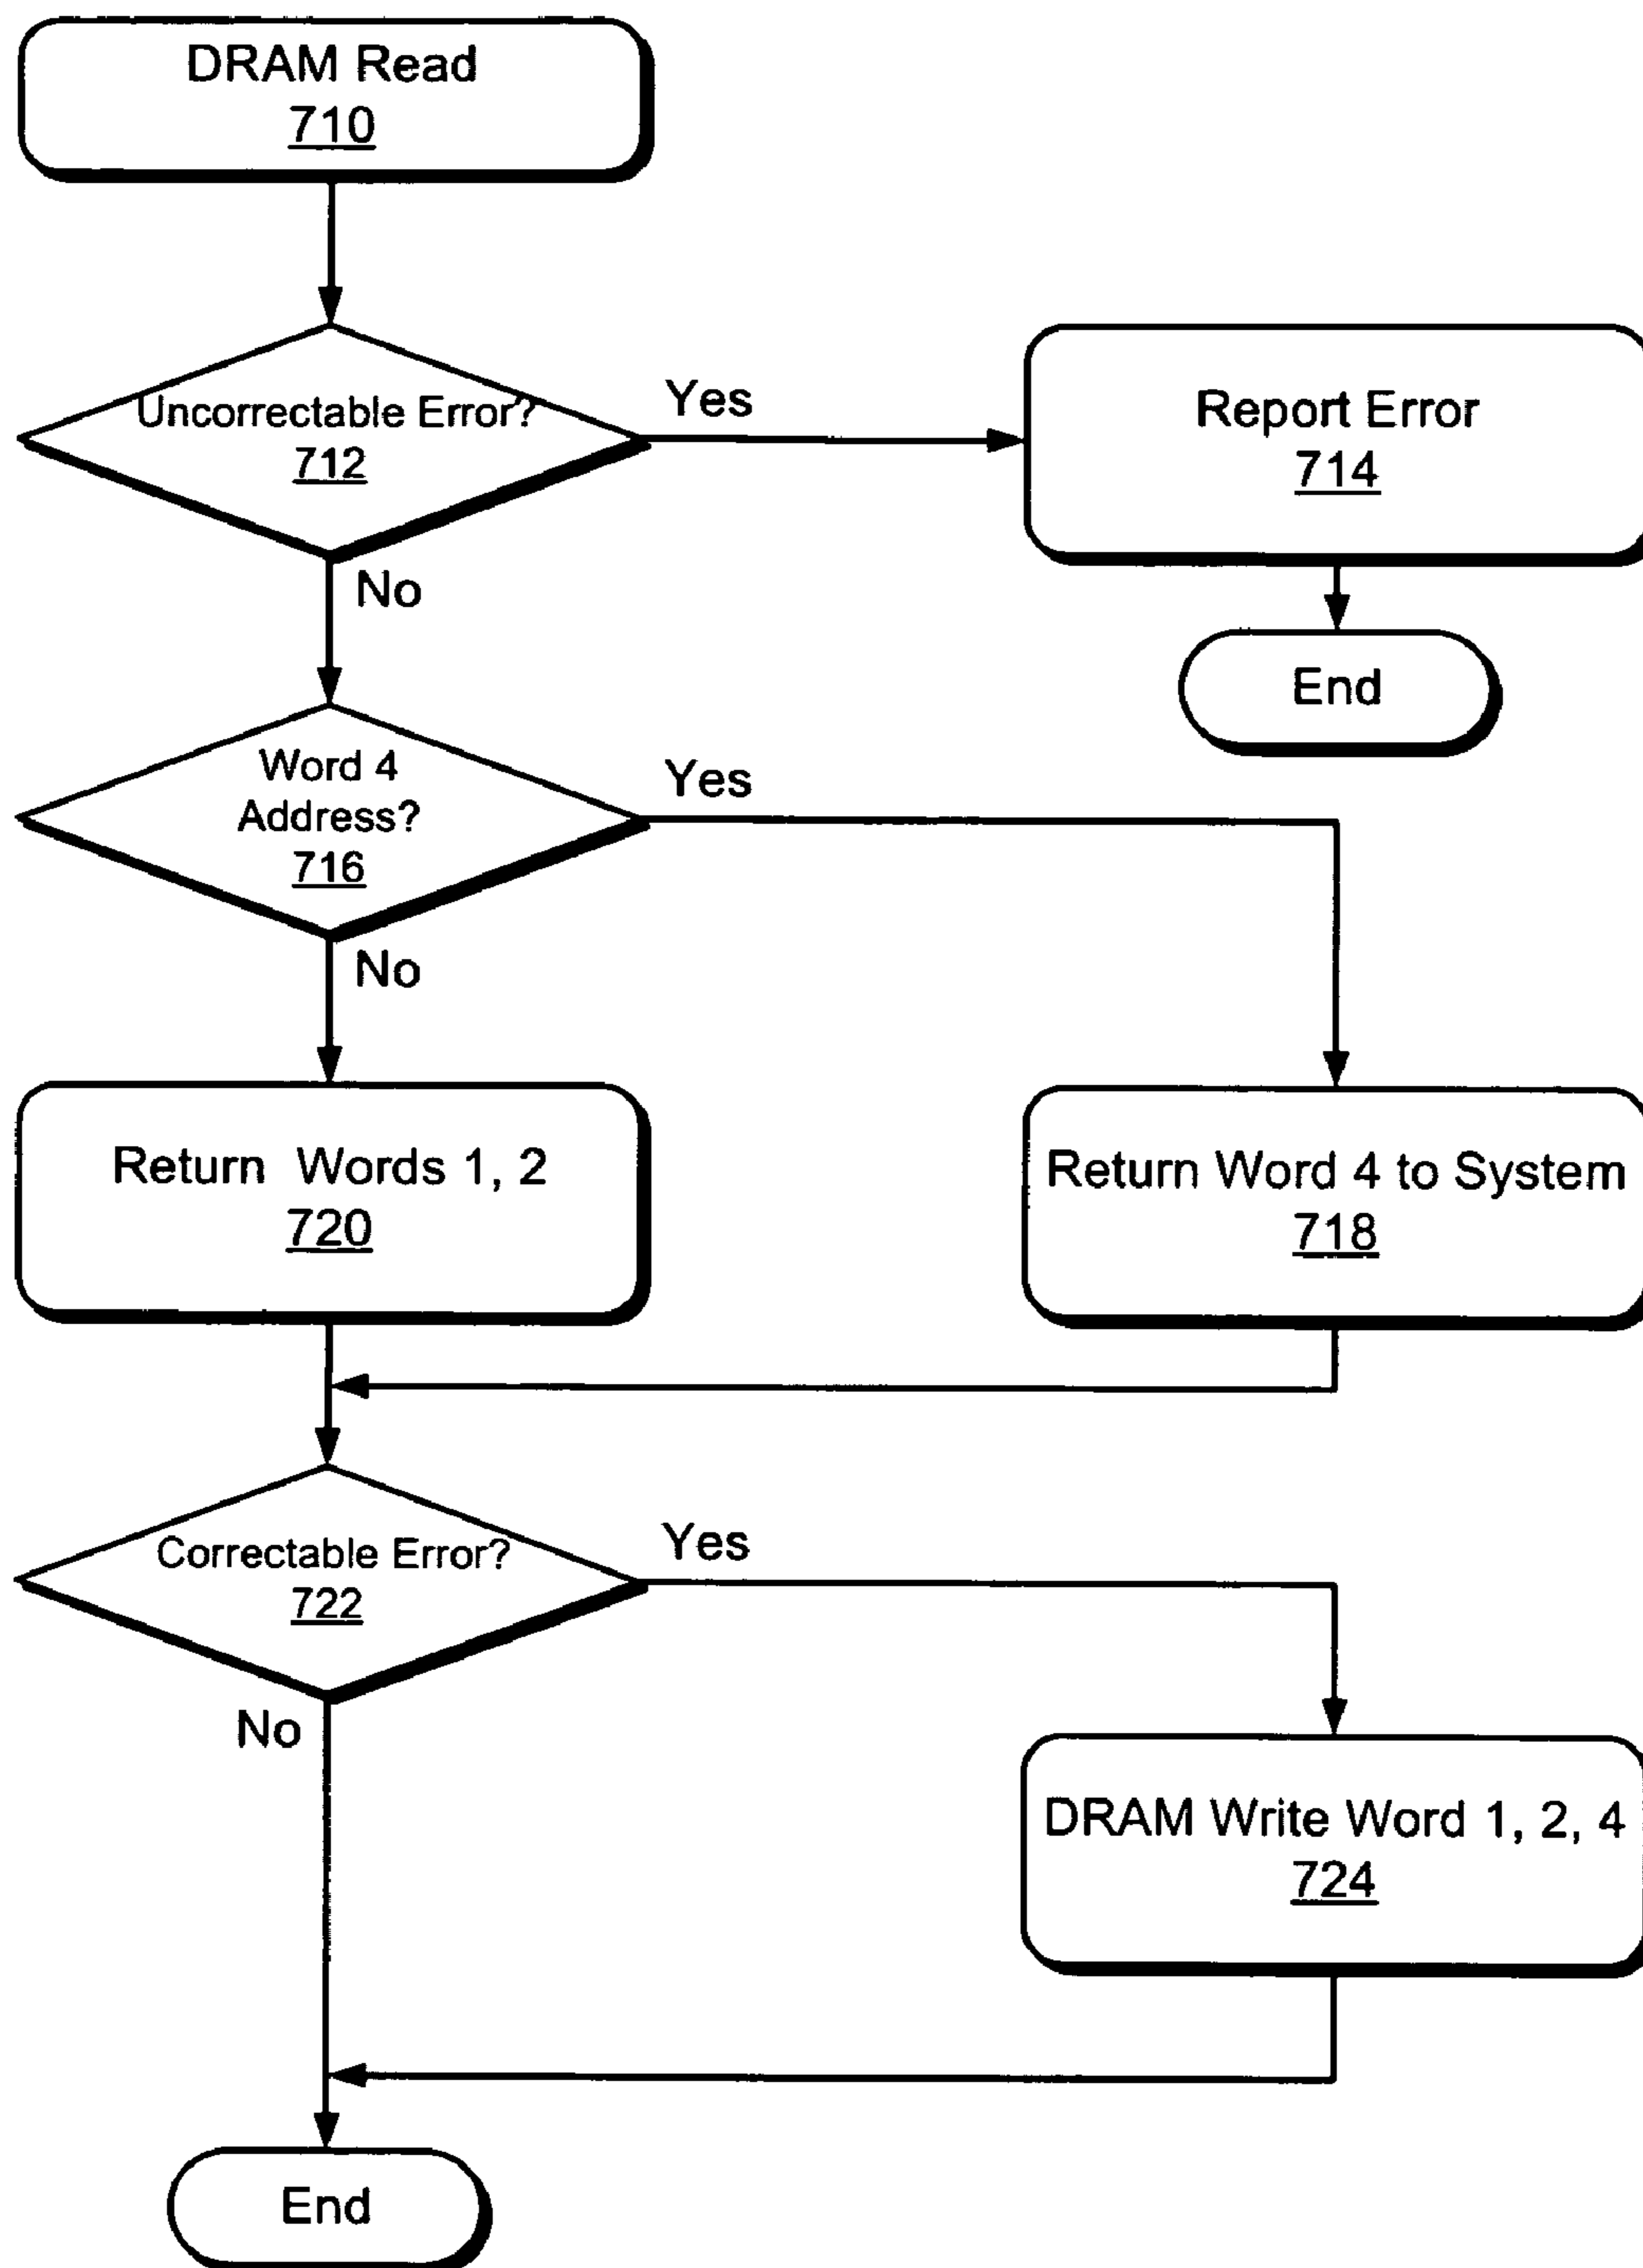 DRAM Read
710
Uncorrectable Error?
712
Yes
Report Error
714
No
End
Word 4
Address?
716
Yes
No
Return Words 1, 2
720
Return Word 4 to System
718
Correctable Error?
722
Yes
No
DRAM Write Word 1, 2, 4
724
End